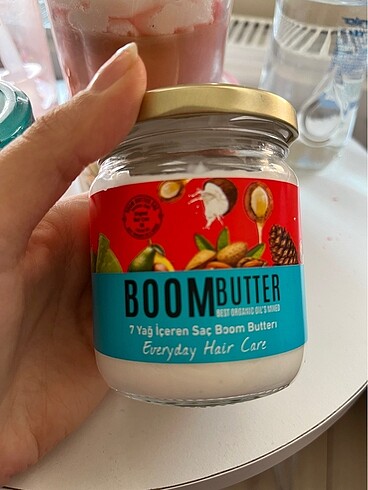 BOOMBUTTER
BEST ORGANIC OIL'S MIXED
7 Yağ İçeren Saç Boom Butterı
Everyday Hair Care